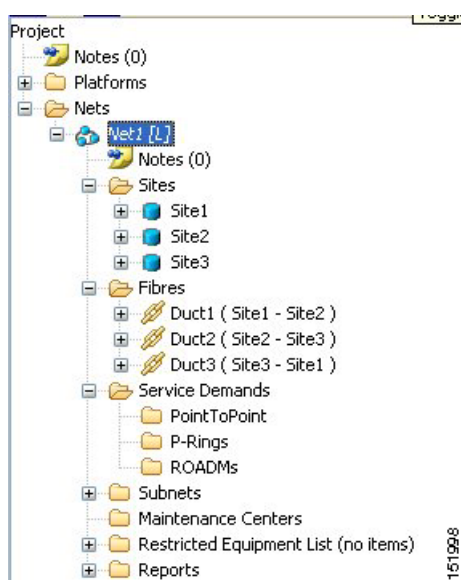 Project
Notes (0)
Platforms
Nets
Net1 [L]
Notes (0)
Sites
Site1
Site2
Site3
Fibres
Duct1 ( Site1 - Site2 )
Duct2 ( Site2 - Site3 )
Duct3 ( Site3 - Site1 )
Service Demands
PointToPoint
P-Rings
ROADMs
Subnets
Maintenance Centers
Restricted Equipment List (no items)
Reports
151998